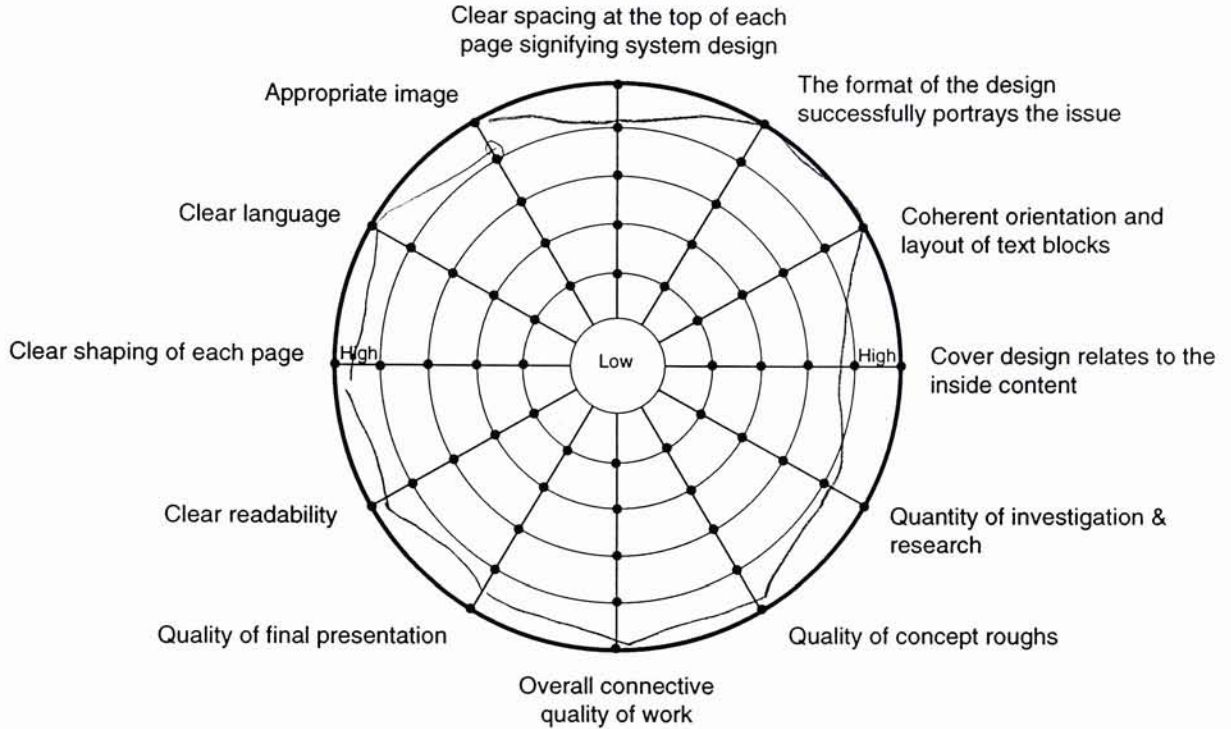 Clear spacing at the top of each
page signifying system design
Appropriate image
The format of the design
successfully portrays the issue
Clear language
Coherent orientation and
layout of text blocks
Clear shaping of each page
High
Low
High
Cover design relates to the
inside content
Clear readability
Quantity of investigation &
research
Quality of final presentation
Quality of concept roughs
Overall connective
quality of work